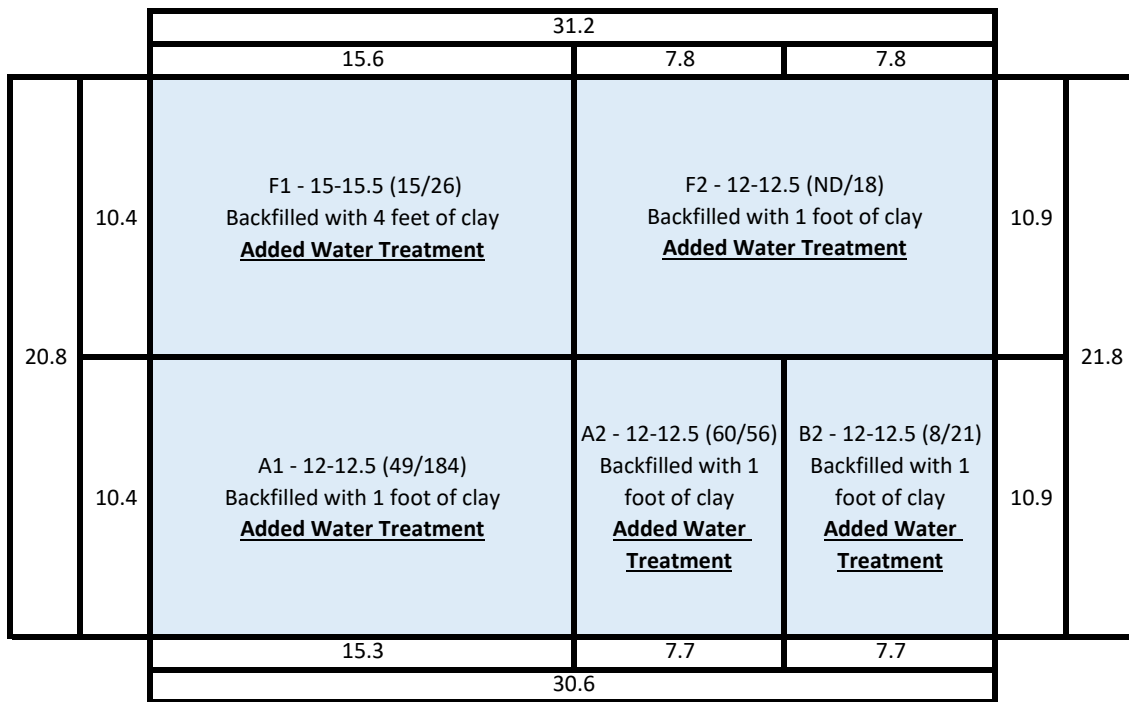 31.2
15.6 7.8 7.8
F1 - 15-15.5 (15/26)
Backfilled with 4 feet of clay
Added Water Treatment
F2 - 12-12.5 (ND/18)
Backfilled with 1 foot of clay
Added Water Treatment
10.4
10.9
20.8
21.8
A1 - 12-12.5 (49/184)
Backfilled with 1 foot of clay
Added Water Treatment
A2 - 12-12.5 (60/56)
Backfilled with 1
foot of clay
Added Water
Treatment
B2 - 12-12.5 (8/21)
Backfilled with 1
foot of clay
Added Water
Treatment
10.4
10.9
15.3 7.7 7.7
30.6